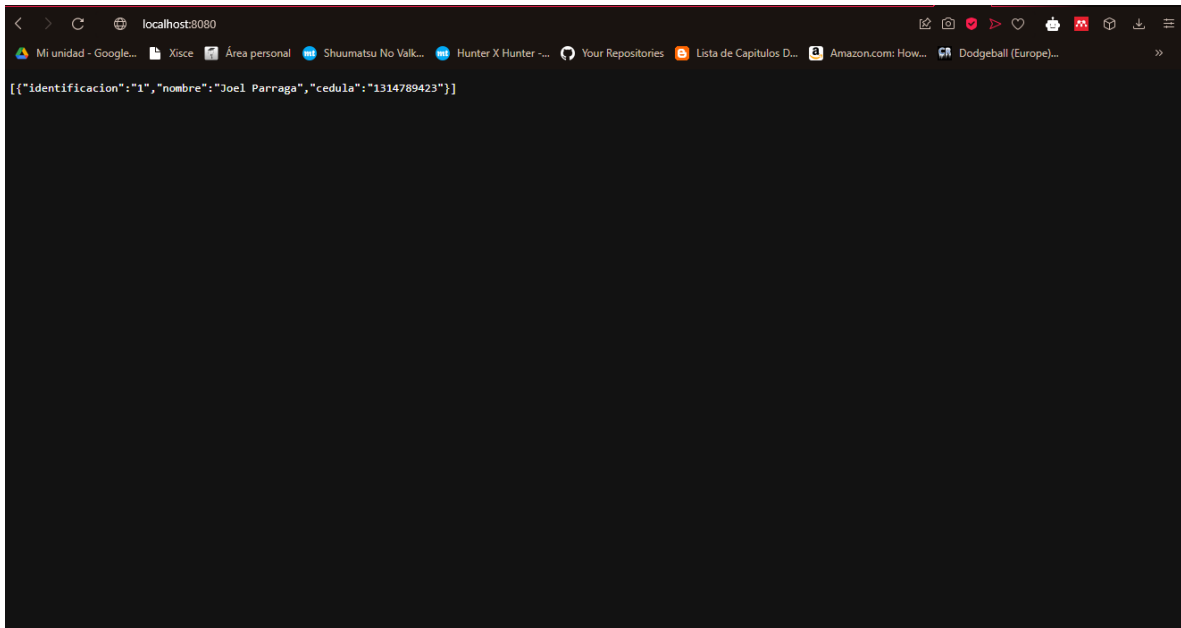 localhost:8080
Mi unidad - Google... Xisce Área personal Shuumatsu No Valk... Hunter X Hunter -... Your Repositories Lista de Capitulos D... Amazon.com: How... Dodgeball (Europe)... »
[{"identificacion":"1","nombre":"Joel Parraga","cedula":"1314789423"}]